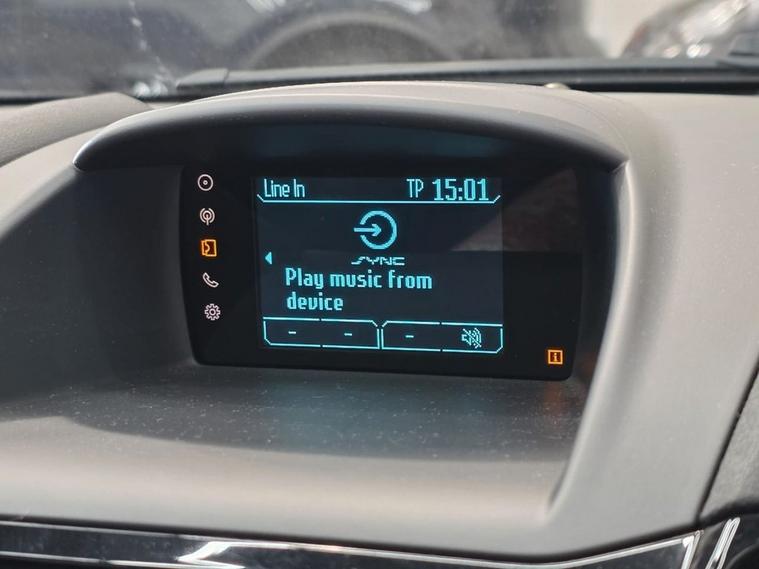 Line In TP 15:01
SYNC
Play music from
device
- - -
i